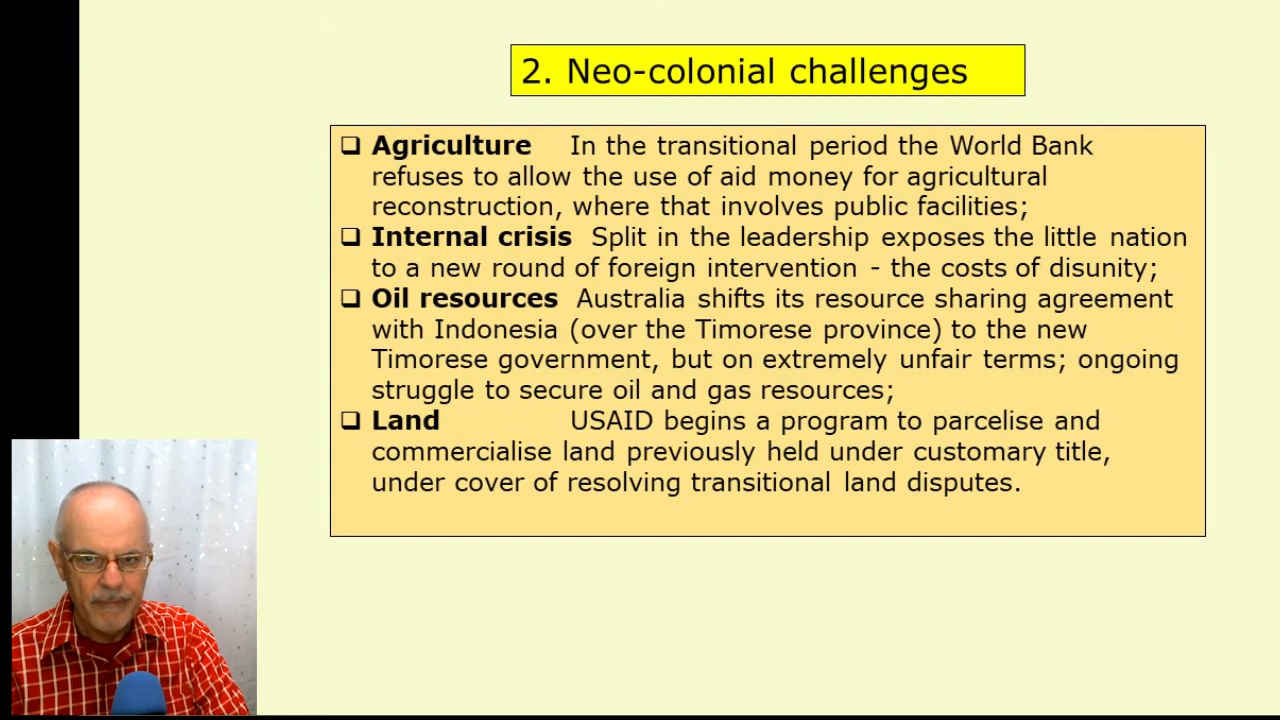 2. Neo-colonial challenges
❑ Agriculture In the transitional period the World Bank
refuses to allow the use of aid money for agricultural
reconstruction, where that involves public facilities;
❑ Internal crisis Split in the leadership exposes the little nation
to a new round of foreign intervention - the costs of disunity;
❑ Oil resources Australia shifts its resource sharing agreement
with Indonesia (over the Timorese province) to the new
Timorese government, but on extremely unfair terms; ongoing
struggle to secure oil and gas resources;
❑ Land USAID begins a program to parcelise and
commercialise land previously held under customary title,
under cover of resolving transitional land disputes.